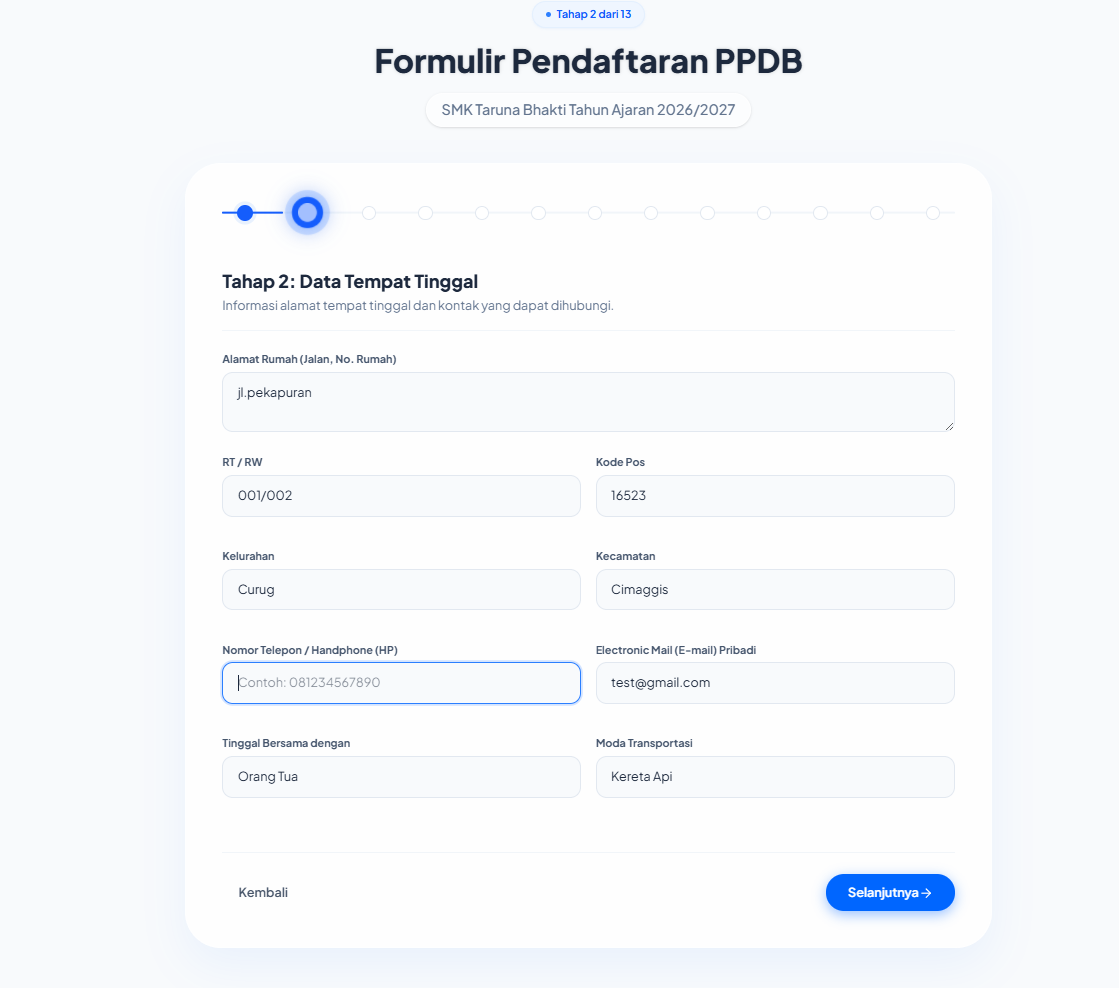 Tahap 2 dari 13
Formulir Pendaftaran PPDB
SMK Taruna Bhakti Tahun Ajaran 2026/2027
Tahap 2: Data Tempat Tinggal
Informasi alamat tempat tinggal dan kontak yang dapat dihubungi.
Alamat Rumah (Jalan, No. Rumah)
jl.pekapuran
RT / RW
Kode Pos
001/002
16523
Kelurahan
Kecamatan
Curug
Cimaggis
Nomor Telepon / Handphone (HP)
Electronic Mail (E-mail) Pribadi
Contoh: 081234567890
test@gmail.com
Tinggal Bersama dengan
Moda Transportasi
Orang Tua
Kereta Api
Kembali
Selanjutnya →